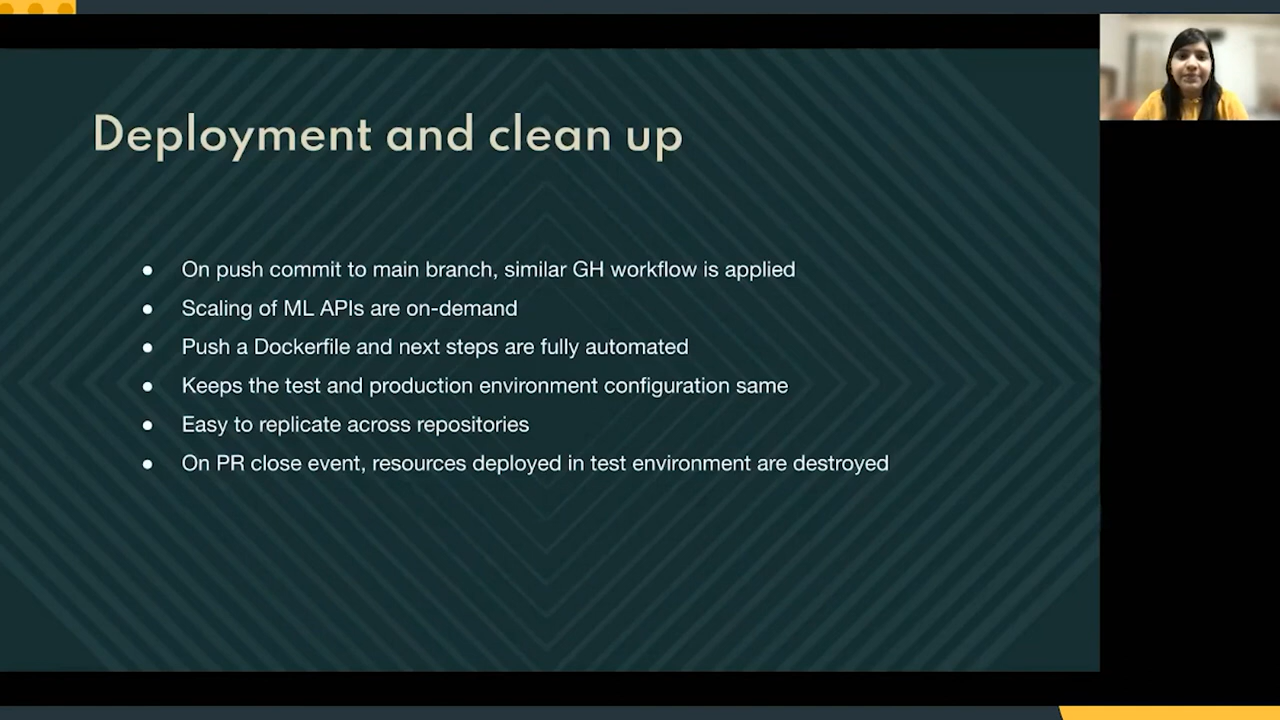 Deployment and clean up
● On push commit to main branch, similar GH workflow is applied
● Scaling of ML APIs are on-demand
● Push a Dockerfile and next steps are fully automated
● Keeps the test and production environment configuration same
● Easy to replicate across repositories
● On PR close event, resources deployed in test environment are destroyed